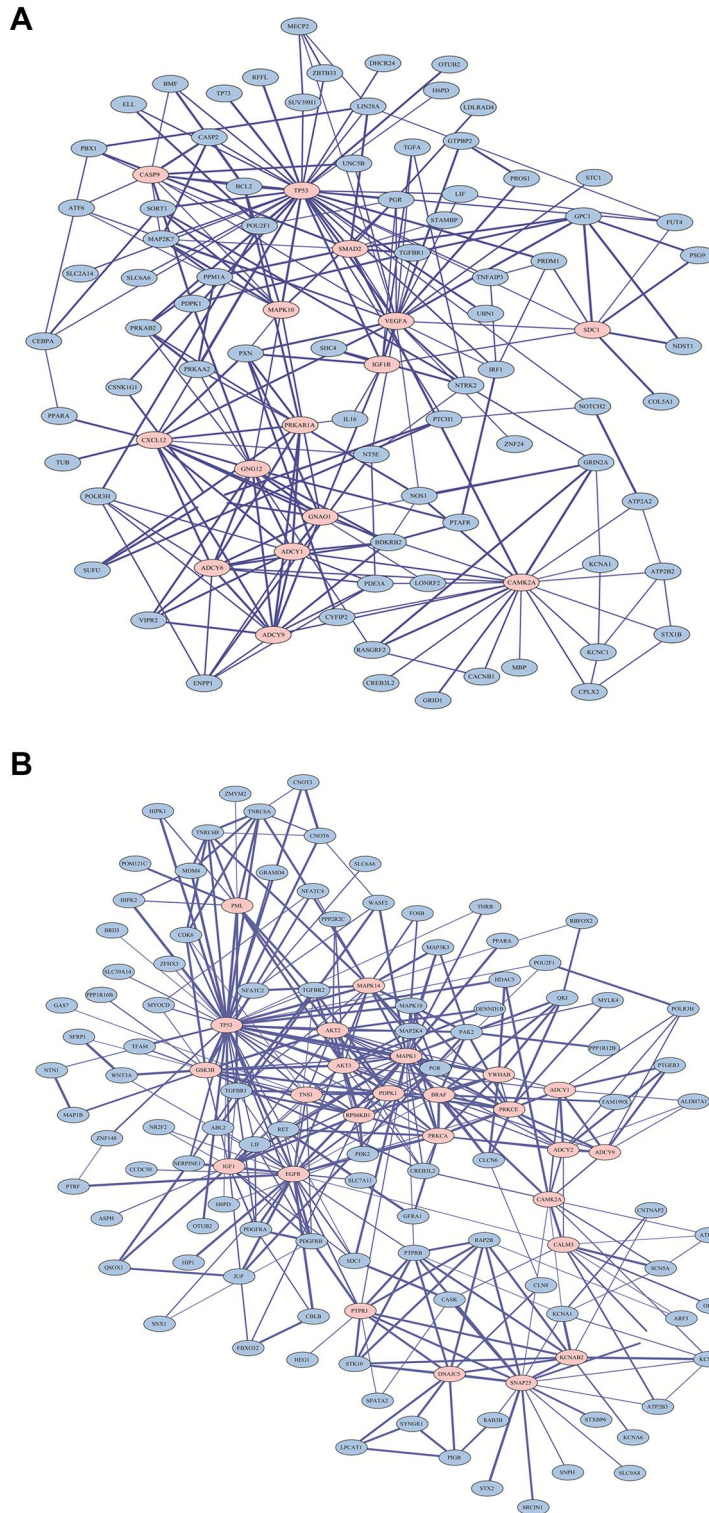 A
MECP2
ZBTB33
DHCR24
OTUB2
RFFL
BMF
TP73
SUV39H1
H6PD
ELL
LIN28A
LDLRAD4
CASP2
TGFA
GTPBP2
PBX1
UNC5B
CASP9
BCL2
TP53
PGR
LIF
PROS1
STC1
ATF6
SORT1
STAMBP
GPC1
FUT4
MAP2K7
POU2F1
SMAD2
TGFBR1
PSG9
SLC2A14
SLC6A6
PPM1A
TNFAIP3
PRDM1
PDPK1
MAPK10
VEGFA
UBN1
SDC1
CEBPA
PRKAB2
NDST1
PXN
SHC4
IGF1R
CSNK1G1
PRKAA2
IRF1
NTRK2
COL5A1
PPARA
IL16
PTCH1
NOTCH2
CXCL12
PRKAR1A
ZNF24
TUB
GNG12
NT5E
GRIN2A
POLR3H
NOS1
ATP2A2
GNAO1
PTAFR
BDKRB2
SUFU
ADCY6
ADCY1
KCNA1
ATP2B2
PDE3A
LONRF2
CAMK2A
VIPR2
ADCY9
CYFIP2
STX1B
RASGRF2
KCNC1
ENPP1
CREB3L2
CACNB1
MBP
CPLX2
GRID1
B
CNOT3
ZMYM2
HIPK1
TNRC6A
TNRC6B
CNOT6
POM121C
MDM4
GRAMD4
SLC6A6
NFATC4
HIPK2
PML
WASF2
PPP2R2C
FOSB
THRB
RBFOX2
BRD3
CDK6
MAP3K3
PPARA
ZFHX3
POU2F1
SLC39A14
NFATC2
TGFBR2
MAPK14
HDAC5
PPP1R16B
QKI
MYLK4
GAS7
MYOCD
MAPK10
DENND1B
POLR3H
TP53
AKT2
MAP2K4
PAK2
SFRP1
TFAM
PPP1R12B
NTN1
GSK3B
AKT3
MAPK1
PGR
YWHAB
PTGER3
WNT3A
TGFBR1
TNS1
PDPK1
BRAF
ADCY1
ALDH7A1
MAP1B
RPS6KB1
PRKCE
FAM199X
ZNF148
NR2F2
ABL2
RET
PRKCA
LIF
ADCY2
ADCY9
CCDC50
SERPINE1
IGF1
PDK2
CLCN6
PTRF
EGFR
CREB3L2
SLC7A11
CAMK2A
ASPH
H6PD
GFRA1
CNTNAP2
OTUB2
PDGFRA
PDGFRB
RAP2B
CALM3
QSOX1
HIP1
SDC1
PTPRB
SCN5A
JUP
CLN8
CASK
KCNA1
SNX1
CBLB
PTPRJ
ARF3
FBXO32
HEG1
STK10
KCNAB2
DNAJC5
SNAP25
SPATA2
ATP2B3
SYNGR1
RAB3B
STXBP6
KCNA6
LPCAT1
PIGR
STX2
SNPH
SLC9A8
SRCIN1